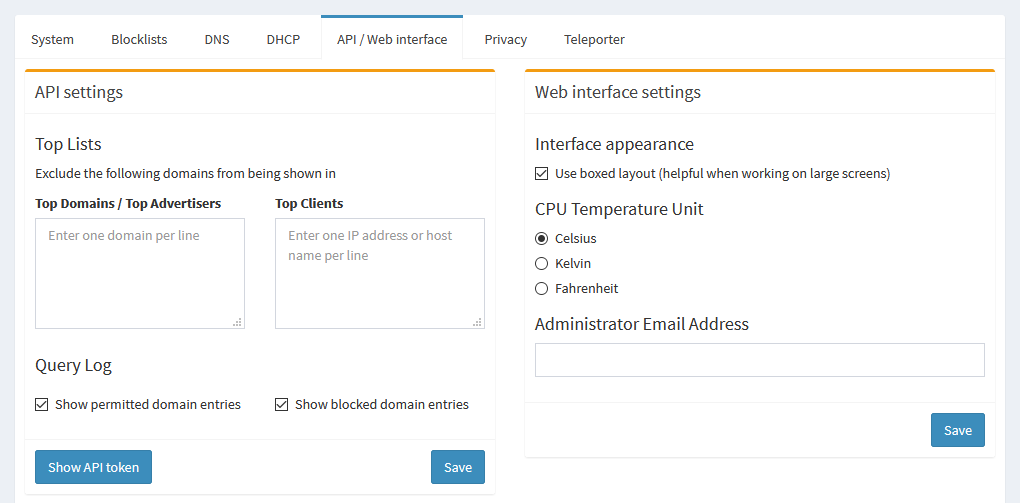 System Blocklists DNS DHCP API / Web interface Privacy Teleporter
API settings
Top Lists
Exclude the following domains from being shown in
Top Domains / Top Advertisers Top Clients
Enter one domain per line
Enter one IP address or host
name per line
Query Log
Show permitted domain entries Show blocked domain entries
Show API token Save
Web interface settings
Interface appearance
Use boxed layout (helpful when working on large screens)
CPU Temperature Unit
Celsius
Kelvin
Fahrenheit
Administrator Email Address
Save